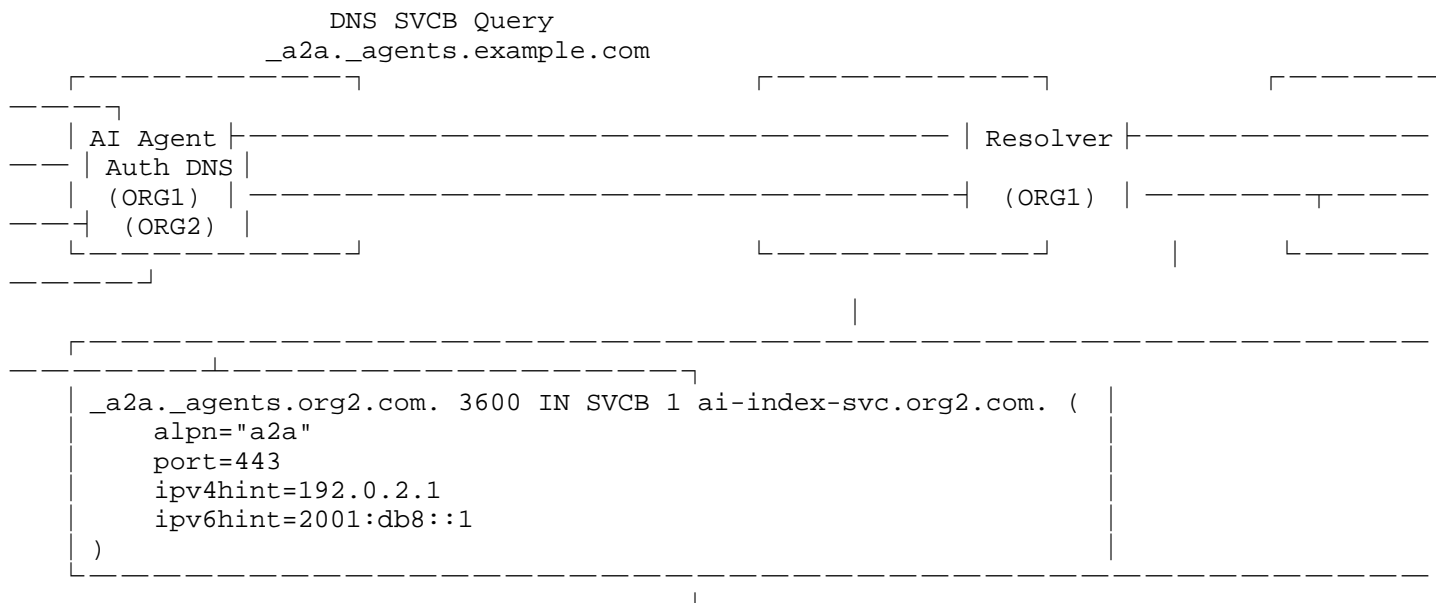 DNS SVCB Query
_a2a._agents.example.com
AI Agent Resolver
Auth DNS
(ORG1) (ORG1)
(ORG2)
_a2a._agents.org2.com. 3600 IN SVCB 1 ai-index-svc.org2.com. (
alpn="a2a"
port=443
ipv4hint=192.0.2.1
ipv6hint=2001:db8::1
)